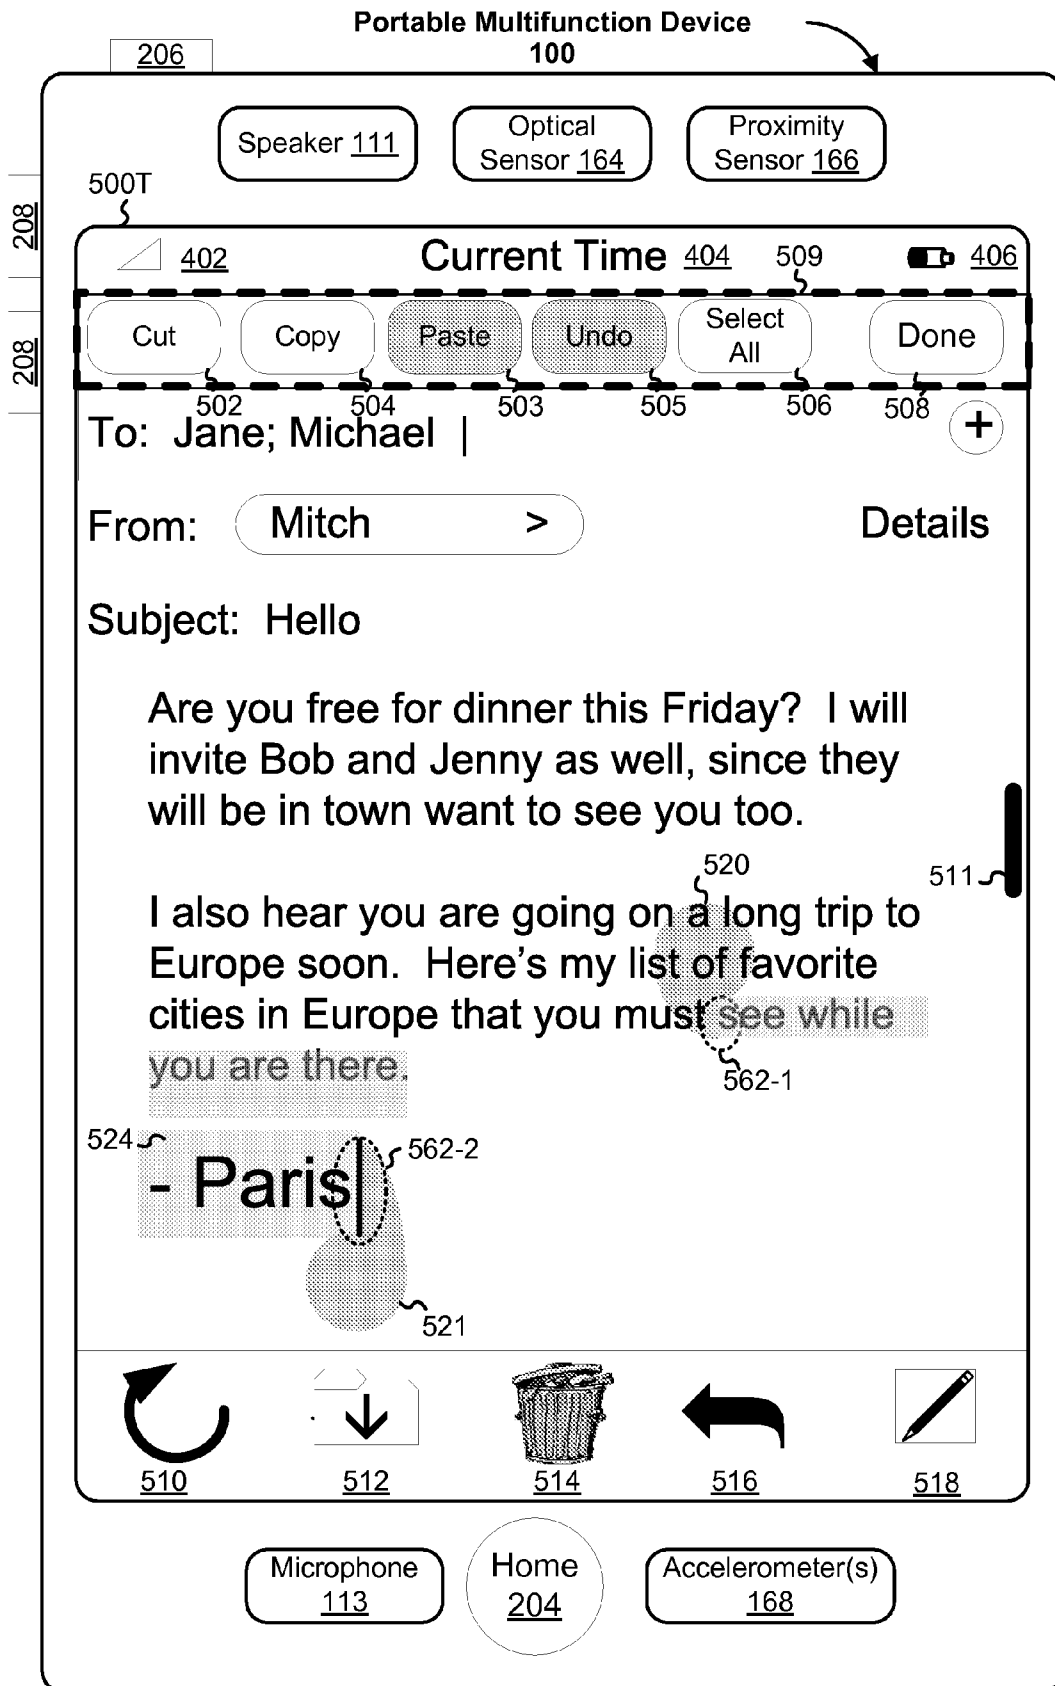 Portable Multifunction Device
100
206
Speaker 111
Optical
Sensor 164
Proximity
Sensor 166
500T
208
208
402
Current Time 404
509
406
Cut
Copy
Paste
Undo
Select
All
Done
502
504
503
505
506
508
To: Jane; Michael |
+
From:
Mitch >
Details
Subject: Hello
Are you free for dinner this Friday? I will
invite Bob and Jenny as well, since they
will be in town want to see you too.
511
520
I also hear you are going on a long trip to
Europe soon. Here's my list of favorite
cities in Europe that you must see while
you are there.
562-1
524
562-2
- Paris
521
510
512
514
516
518
Microphone
113
Home
204
Accelerometer(s)
168